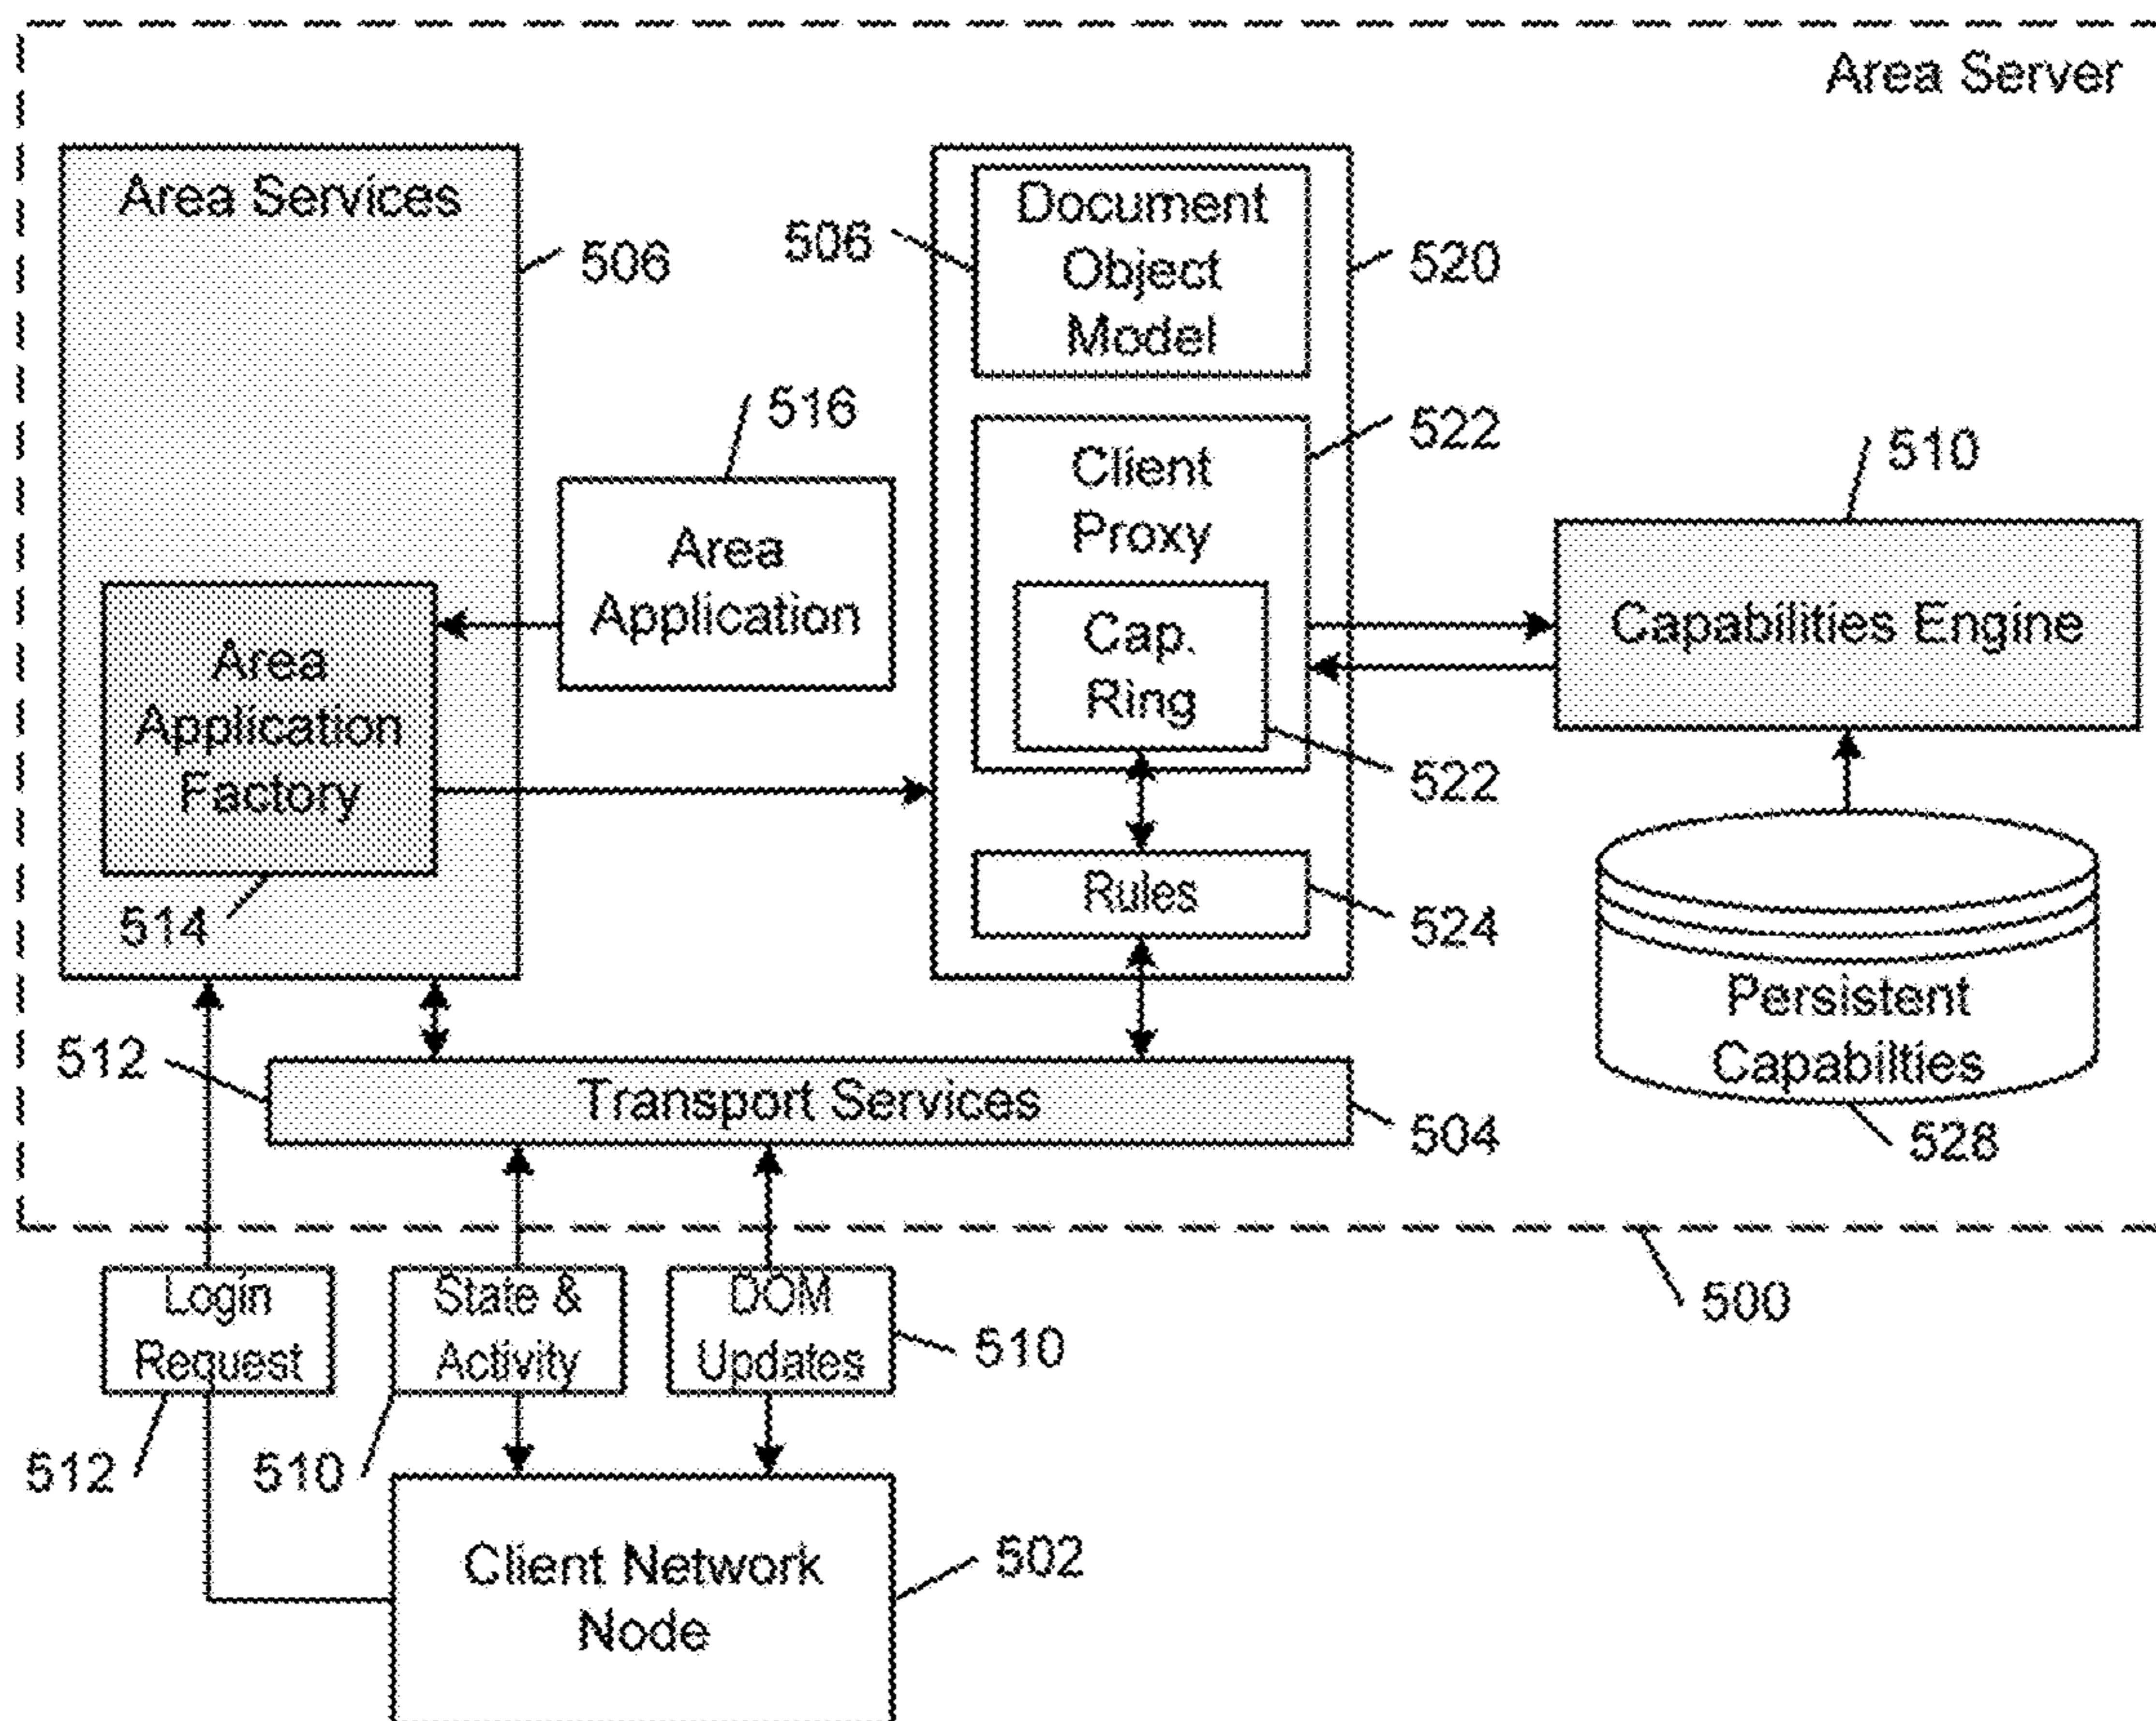 Area Server
Area Services
506
Document
Object
Model
506
520
516
Area
Application
Client
Proxy
522
Cap.
Ring
522
510
Capabilities Engine
Area
Application
Factory
514
Rules
524
Persistent
Capabilties
528
512
Transport Services
504
500
Login
Request
512
State &
Activity
510
DOM
Updates
510
Client Network
Node
502